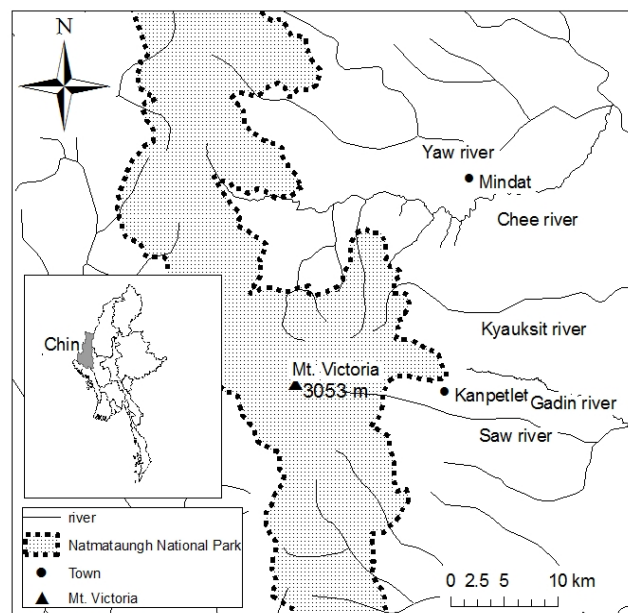 N
Yaw river
Mindat
Chee river
Chin
Kyauksit river
Mt. Victoria
3053 m
Kanpetlet
Gadin river
Saw river
river
Natmataungh National Park
Town
Mt. Victoria
0 2.5 5 10 km